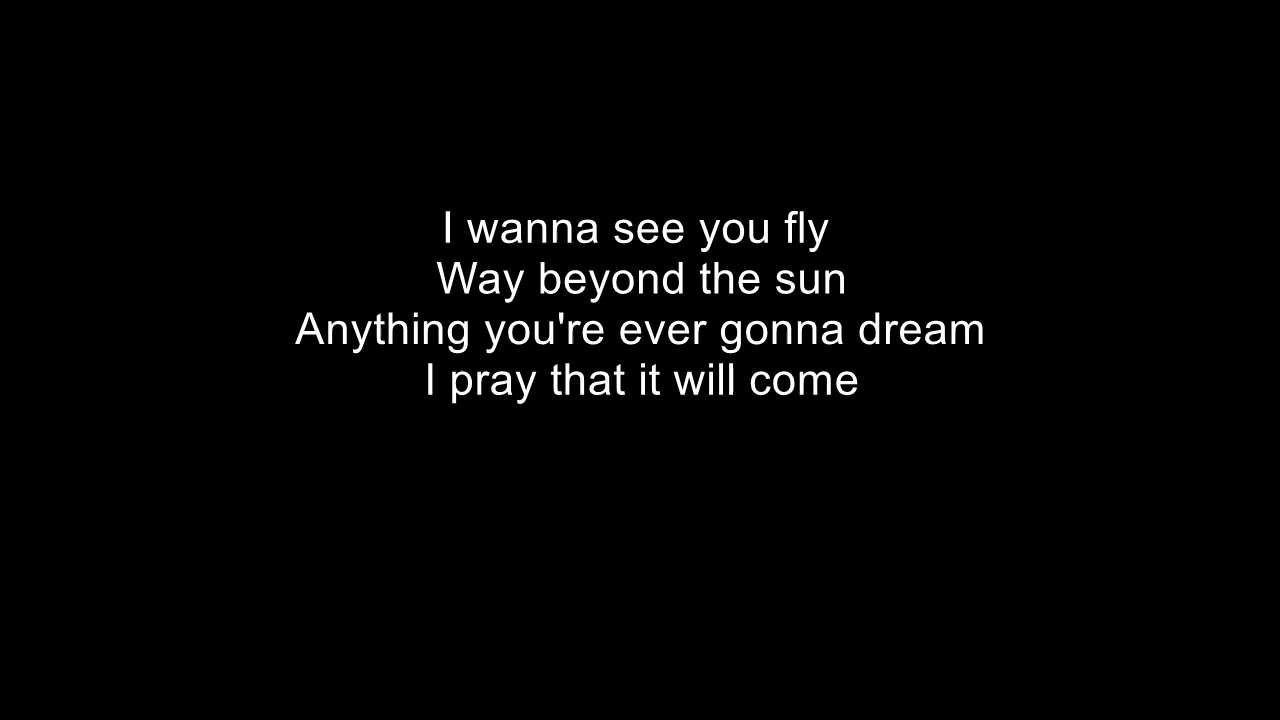 I wanna see you fly
Way beyond the sun
Anything you're ever gonna dream
I pray that it will come